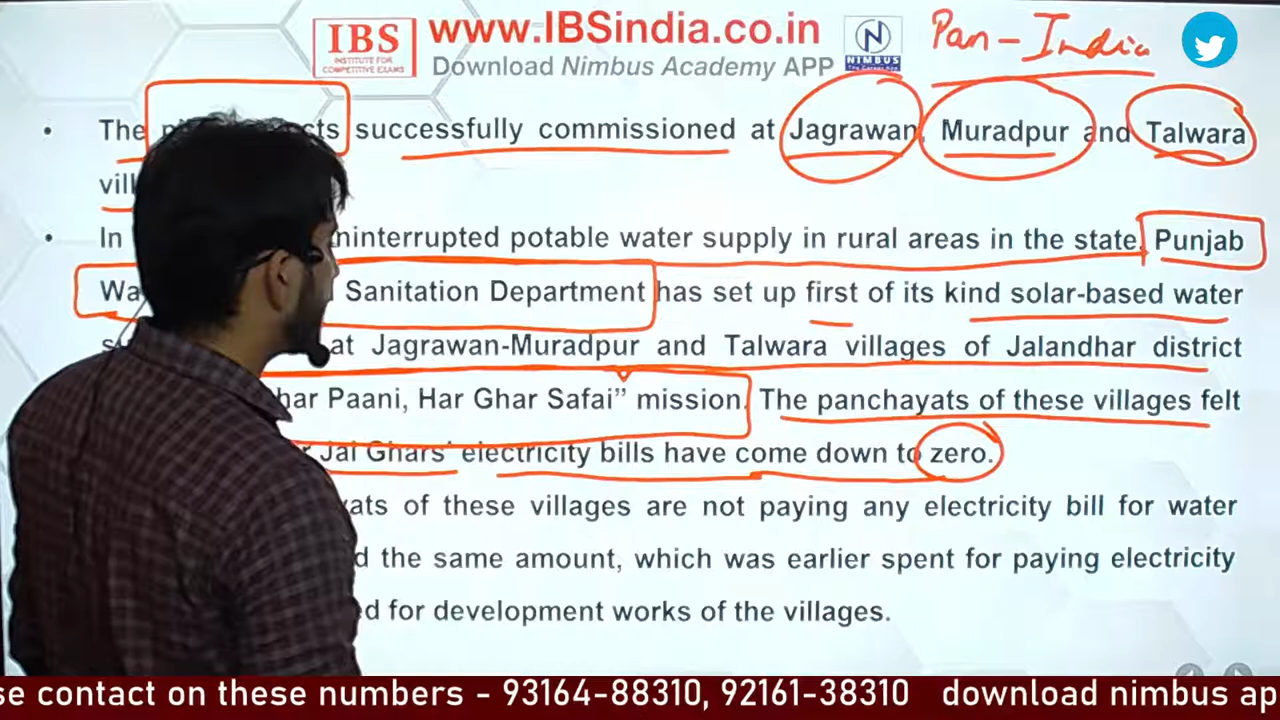 IBS
INSTITUTE FOR
COMPETITIVE EXAMS
www.IBSindia.co.in
Download Nimbus Academy APP
NIMBUS
Pan - India
• The successfully commissioned at Jagrawan, Muradpur and Talwara
• In uninterrupted potable water supply in rural areas in the state, Punjab
Sanitation Department has set up first of its kind solar-based water
at Jagrawan-Muradpur and Talwara villages of Jalandhar district
Paani, Har Ghar Safai” mission. The panchayats of these villages felt
Jal Ghars' electricity bills have come down to zero.
of these villages are not paying any electricity bill for water
the same amount, which was earlier spent for paying electricity
for development works of the villages.
contact on these numbers - 93164-88310, 92161-38310 download nimbus ap